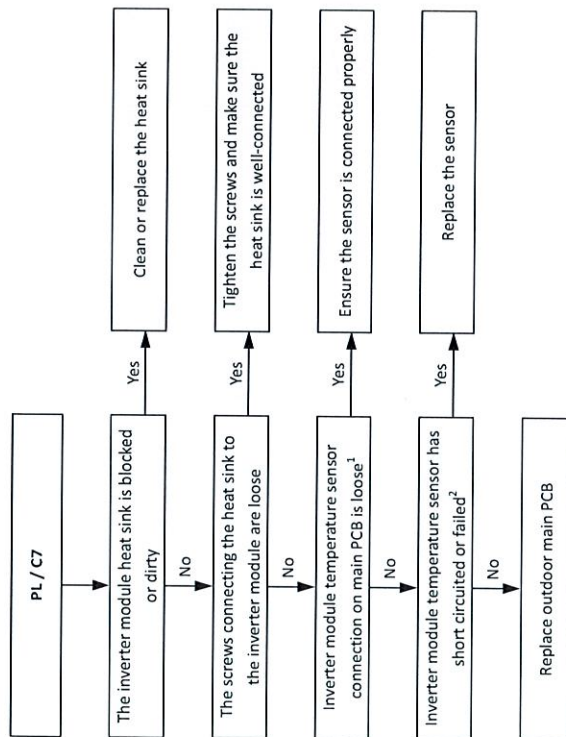 PL / C7
The inverter module heat sink is blocked
or dirty
Yes
Clean or replace the heat sink
No
The screws connecting the heat sink to
the inverter module are loose
Yes
Tighten the screws and make sure the
heat sink is well-connected
No
Inverter module temperature sensor
connection on main PCB is loose¹
Yes
Ensure the sensor is connected properly
No
Inverter module temperature sensor has
short circuited or failed²
Yes
Replace the sensor
No
Replace outdoor main PCB